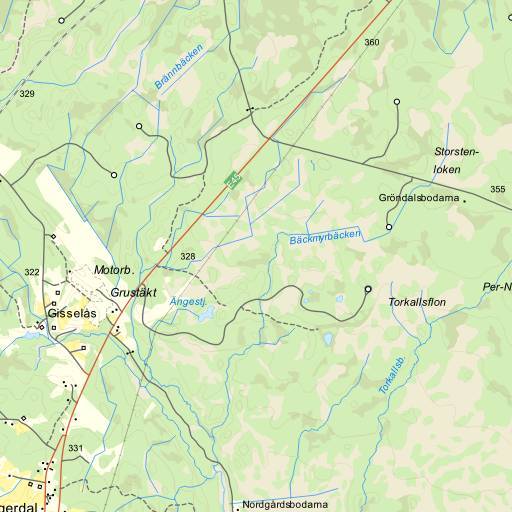 360
Brännbäcken
329
Storsten-
loken
E45
355
Gröndalsbodarna
Bäckmyrbäcken
328
322
Motorb.
Grustäkt
Ängestj.
Per-N
Torkallsflon
Gisselås
Torkallsb.
331
Nordgårdsbodarna
gerdal